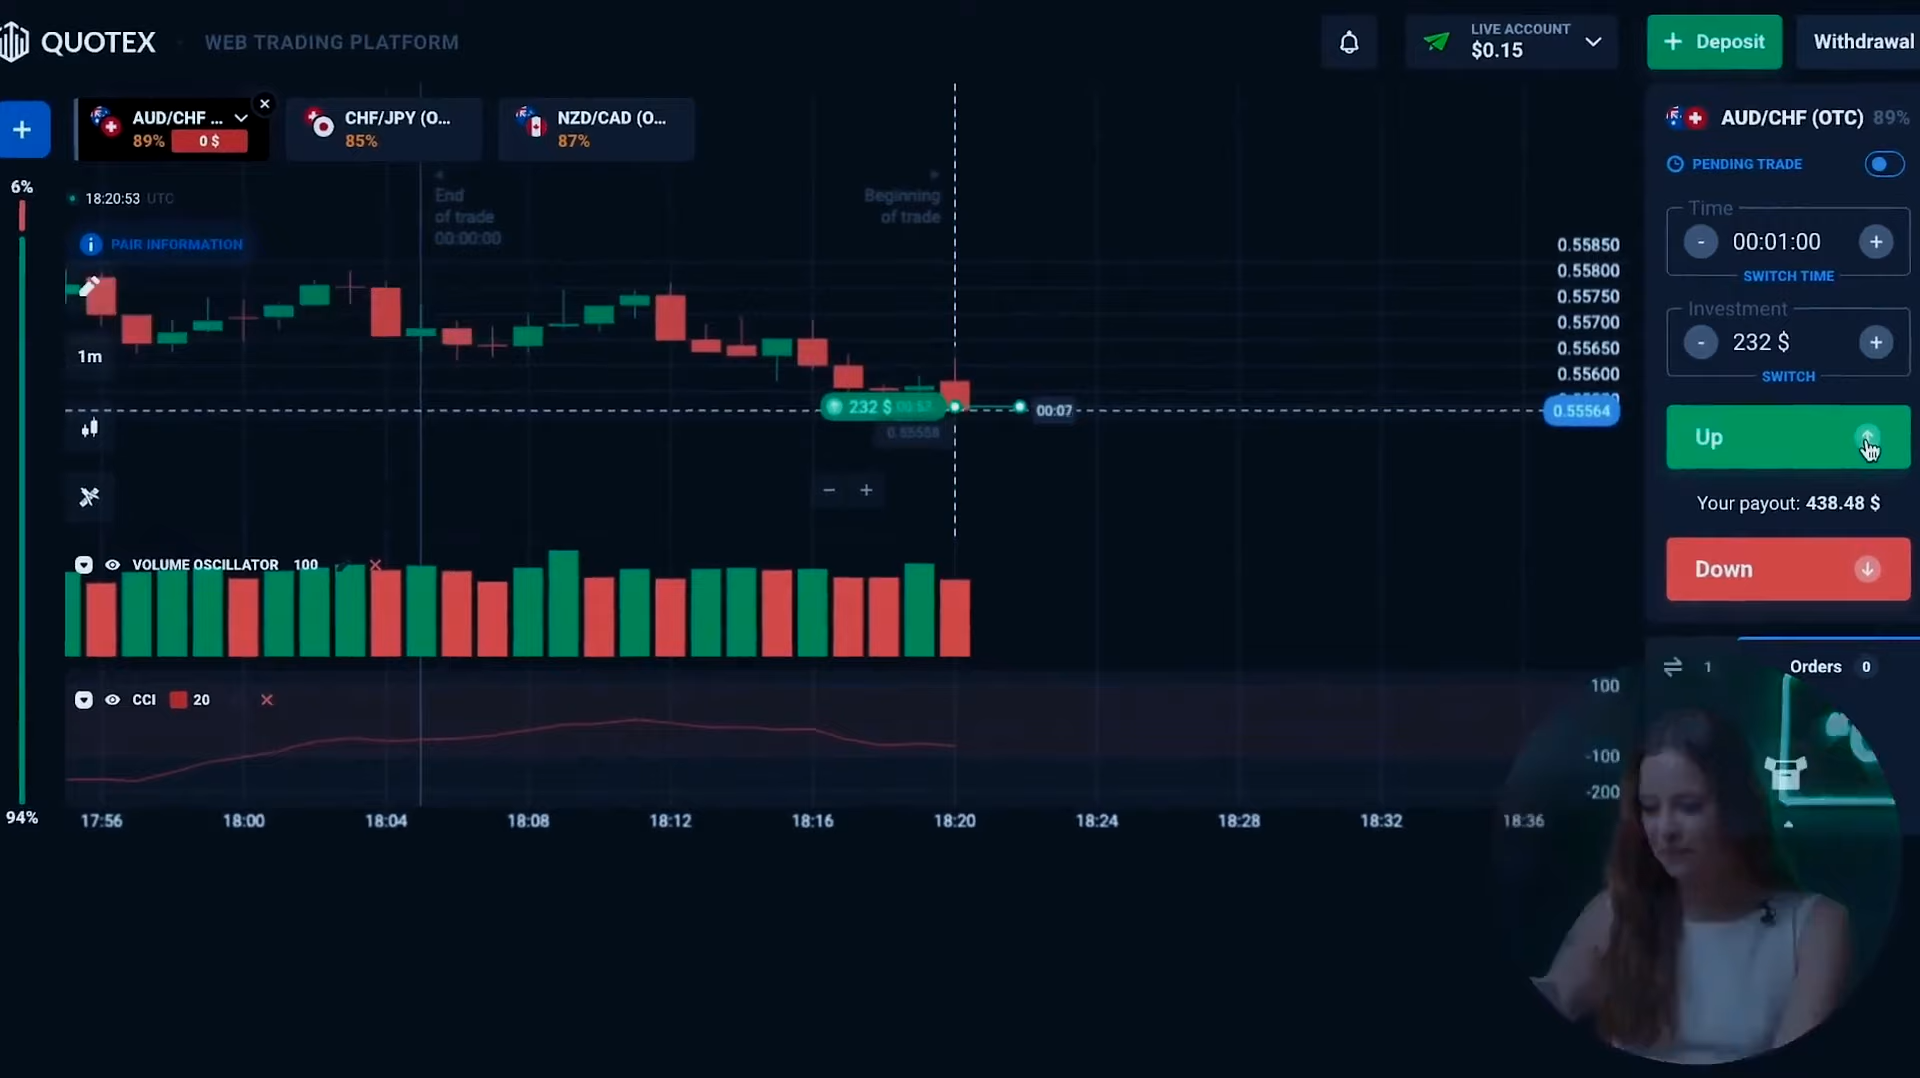 QUOTEX
WEB TRADING PLATFORM
LIVE ACCOUNT
$0.15
+ Deposit
Withdrawal
AUD/CHF ...
89% 0 $
CHF/JPY (O...
85%
NZD/CAD (O...
87%
AUD/CHF (OTC) 89%
PENDING TRADE
Time
- 00:01:00 +
SWITCH TIME
Investment
- 232 $ +
SWITCH
Up
Your payout: 438.48 $
Down
1
Orders 0
6%
94%
18:20:53 UTC
PAIR INFORMATION
End
of trade
00:00:00
Beginning
of trade
1m
0.55850
0.55800
0.55750
0.55700
0.55650
0.55600
0.55564
232 $
00:07
- +
VOLUME OSCILLATOR 100
CCI 20
100
-100
-200
17:56 18:00 18:04 18:08 18:12 18:16 18:20 18:24 18:28 18:32 18:36